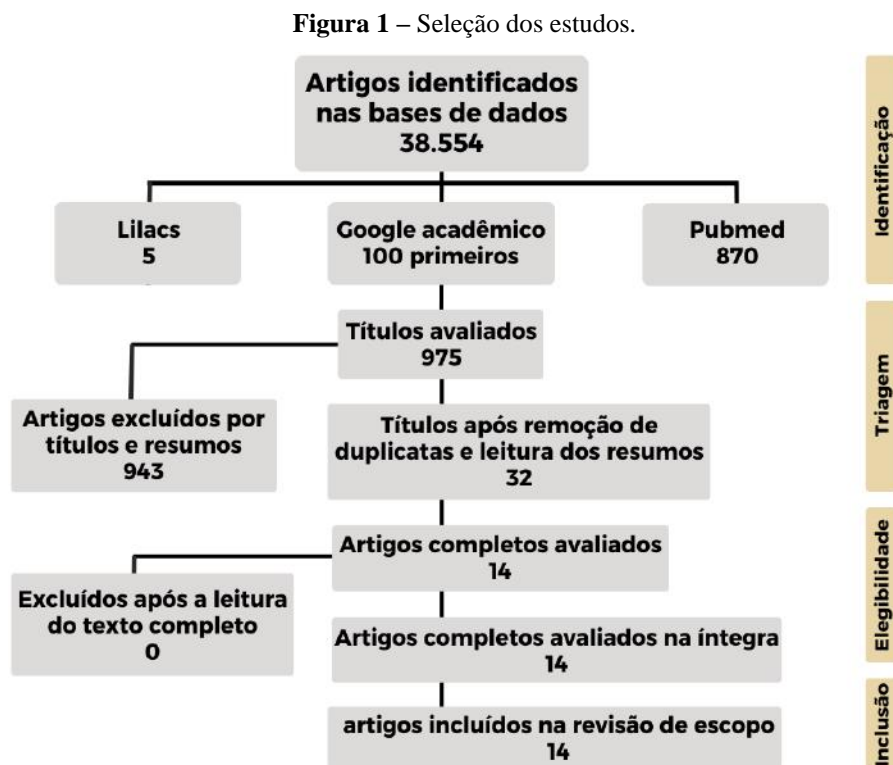 Figura 1 – Seleção dos estudos.
Artigos identificados
nas bases de dados
38.554
Identificação
Lilacs
5
Google acadêmico
100 primeiros
Pubmed
870
Títulos avaliados
975
Triagem
Artigos excluídos por
títulos e resumos
943
Títulos após remoção de
duplicatas e leitura dos resumos
32
Artigos completos avaliados
14
Elegibilidade
Excluídos após a leitura
do texto completo
0
Artigos completos avaliados na íntegra
14
artigos incluídos na revisão de escopo
14
Inclusão